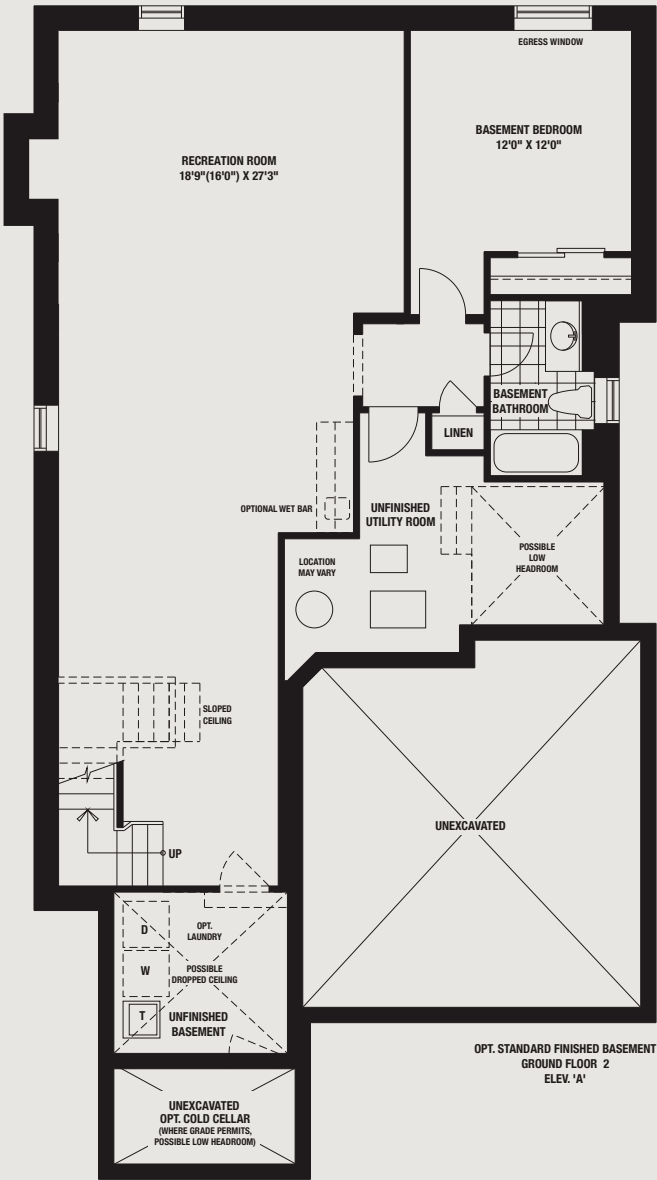 EGRESS WINDOW
BASEMENT BEDROOM
12'0" X 12'0"
RECREATION ROOM
18'9"(16'0") X 27'3"
BASEMENT
BATHROOM
LINEN
OPTIONAL WET BAR
UNFINISHED
UTILITY ROOM
LOCATION
MAY VARY
POSSIBLE
LOW
HEADROOM
SLOPED
CEILING
UNEXCAVATED
UP
D
OPT.
LAUNDRY
W
POSSIBLE
DROPPED CEILING
T
UNFINISHED
BASEMENT
OPT. STANDARD FINISHED BASEMENT
GROUND FLOOR 2
ELEV. 'A'
UNEXCAVATED
OPT. COLD CELLAR
(WHERE GRADE PERMITS,
POSSIBLE LOW HEADROOM)